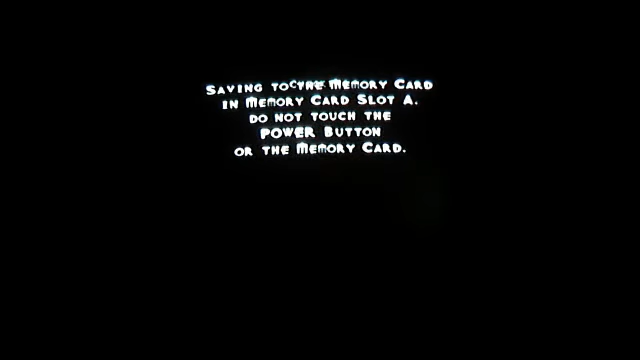 Saving to the Memory Card
in Memory Card Slot A.
do not touch the
POWER Button
or the Memory Card.